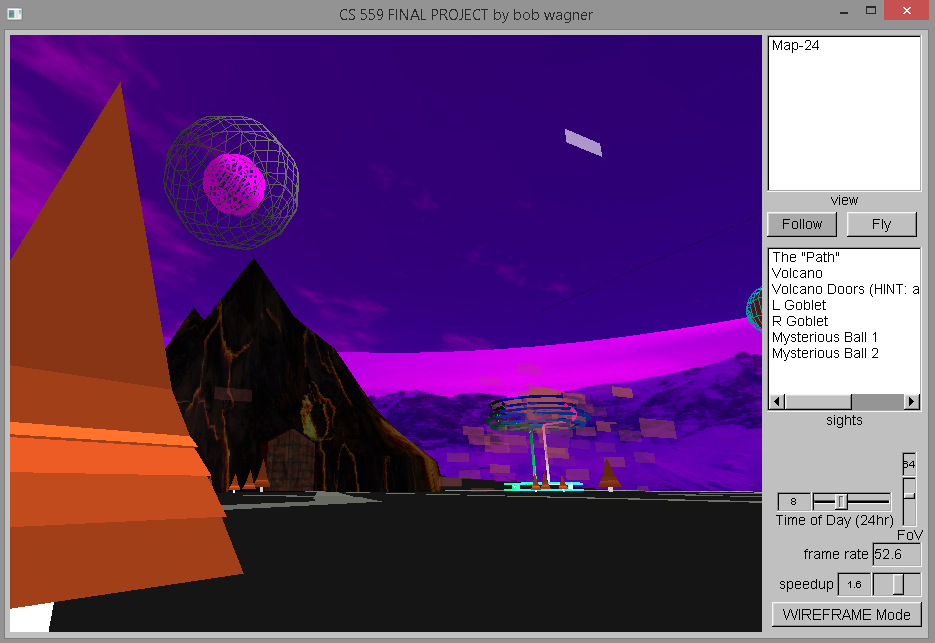 CS 559 FINAL PROJECT by bob wagner
Map-24
view
Follow
Fly
The "Path"
Volcano
Volcano Doors (HINT: a
L Goblet
R Goblet
Mysterious Ball 1
Mysterious Ball 2
sights
64
8
Time of Day (24hr)
FoV
frame rate 52.6
speedup 1.6
WIREFRAME Mode